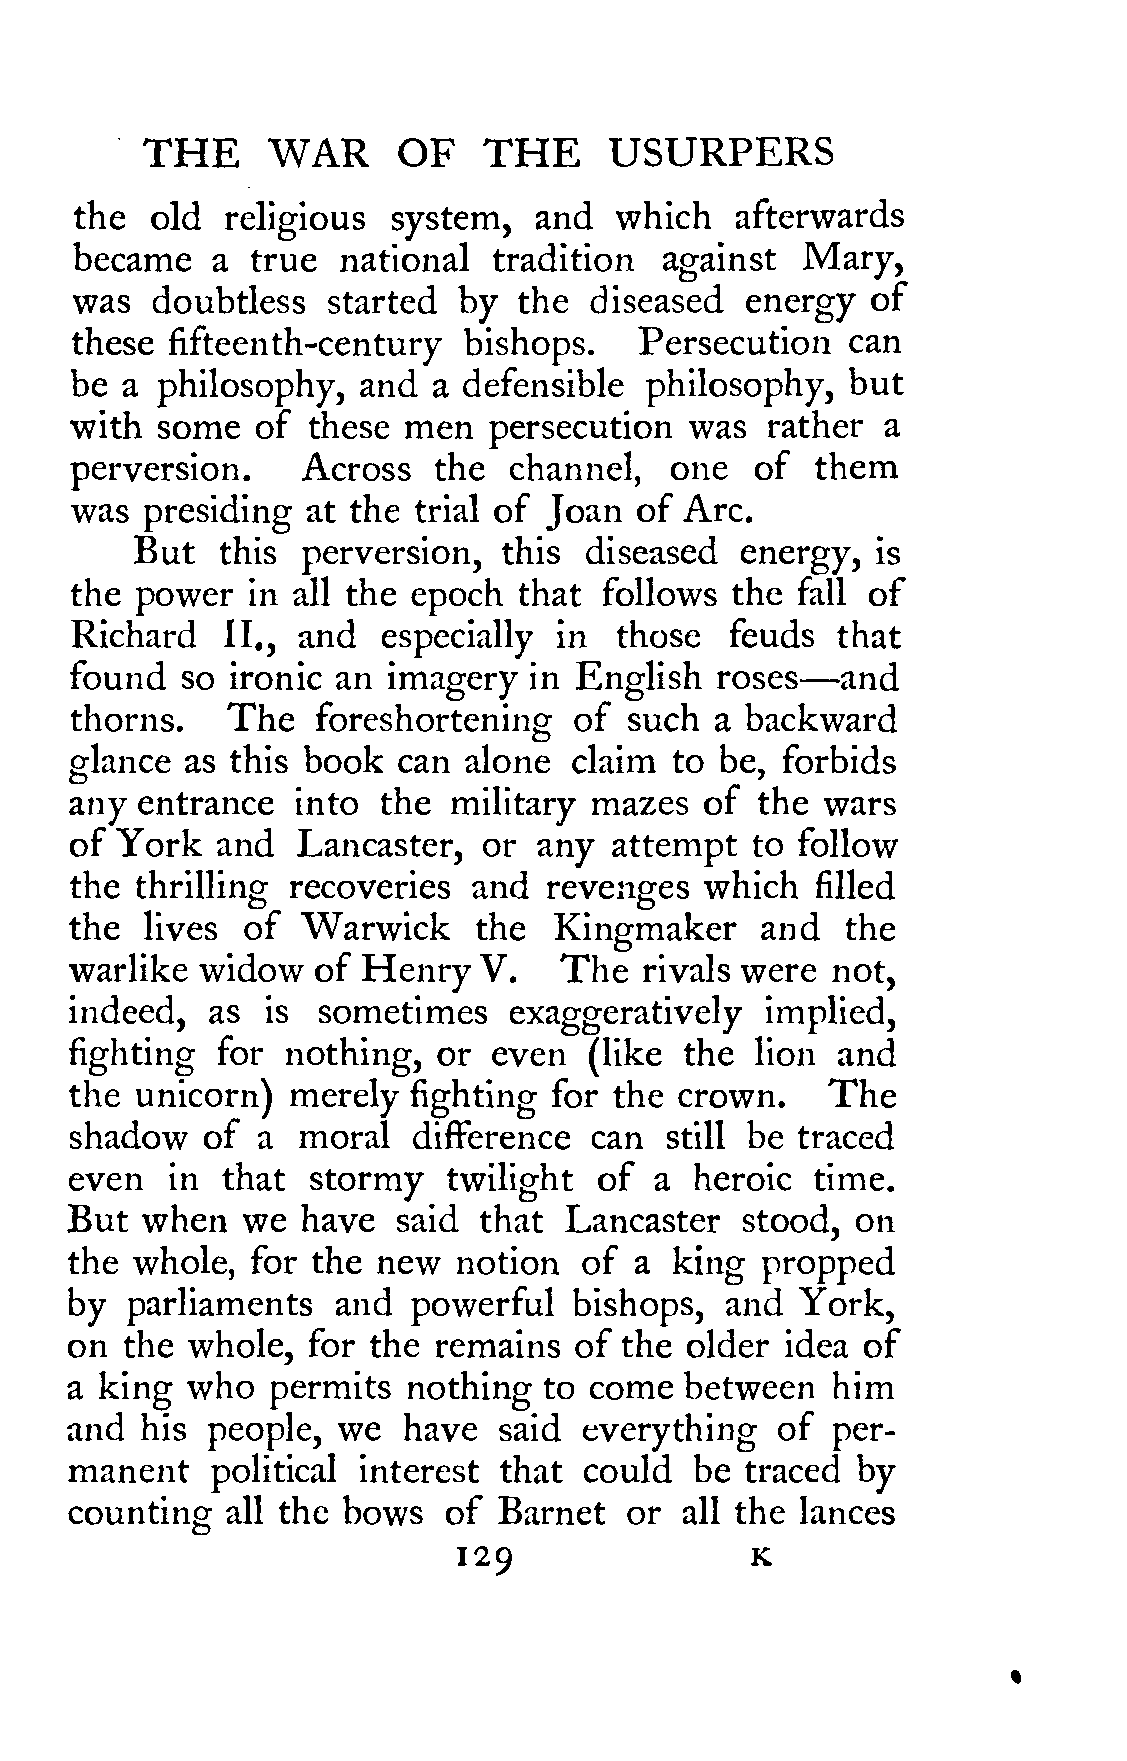 THE WAR OF THE USURPERS
the old religious system, and which afterwards
became a true national tradition against Mary,
was doubtless started by the diseased energy of
these fifteenth-century bishops. Persecution can
be a philosophy, and a defensible philosophy, but
with some of these men persecution was rather a
perversion. Across the channel, one of them
was presiding at the trial of Joan of Arc.
But this perversion, this diseased energy, is
the power in all the epoch that follows the fall of
Richard II., and especially in those feuds that
found so ironic an imagery in English roses—and
thorns. The foreshortening of such a backward
glance as this book can alone claim to be, forbids
any entrance into the military mazes of the wars
of York and Lancaster, or any attempt to follow
the thrilling recoveries and revenges which filled
the lives of Warwick the Kingmaker and the
warlike widow of Henry V. The rivals were not,
indeed, as is sometimes exaggeratively implied,
fighting for nothing, or even (like the lion and
the unicorn) merely fighting for the crown. The
shadow of a moral difference can still be traced
even in that stormy twilight of a heroic time.
But when we have said that Lancaster stood, on
the whole, for the new notion of a king propped
by parliaments and powerful bishops, and York,
on the whole, for the remains of the older idea of
a king who permits nothing to come between him
and his people, we have said everything of per-
manent political interest that could be traced by
counting all the bows of Barnet or all the lances
129 K